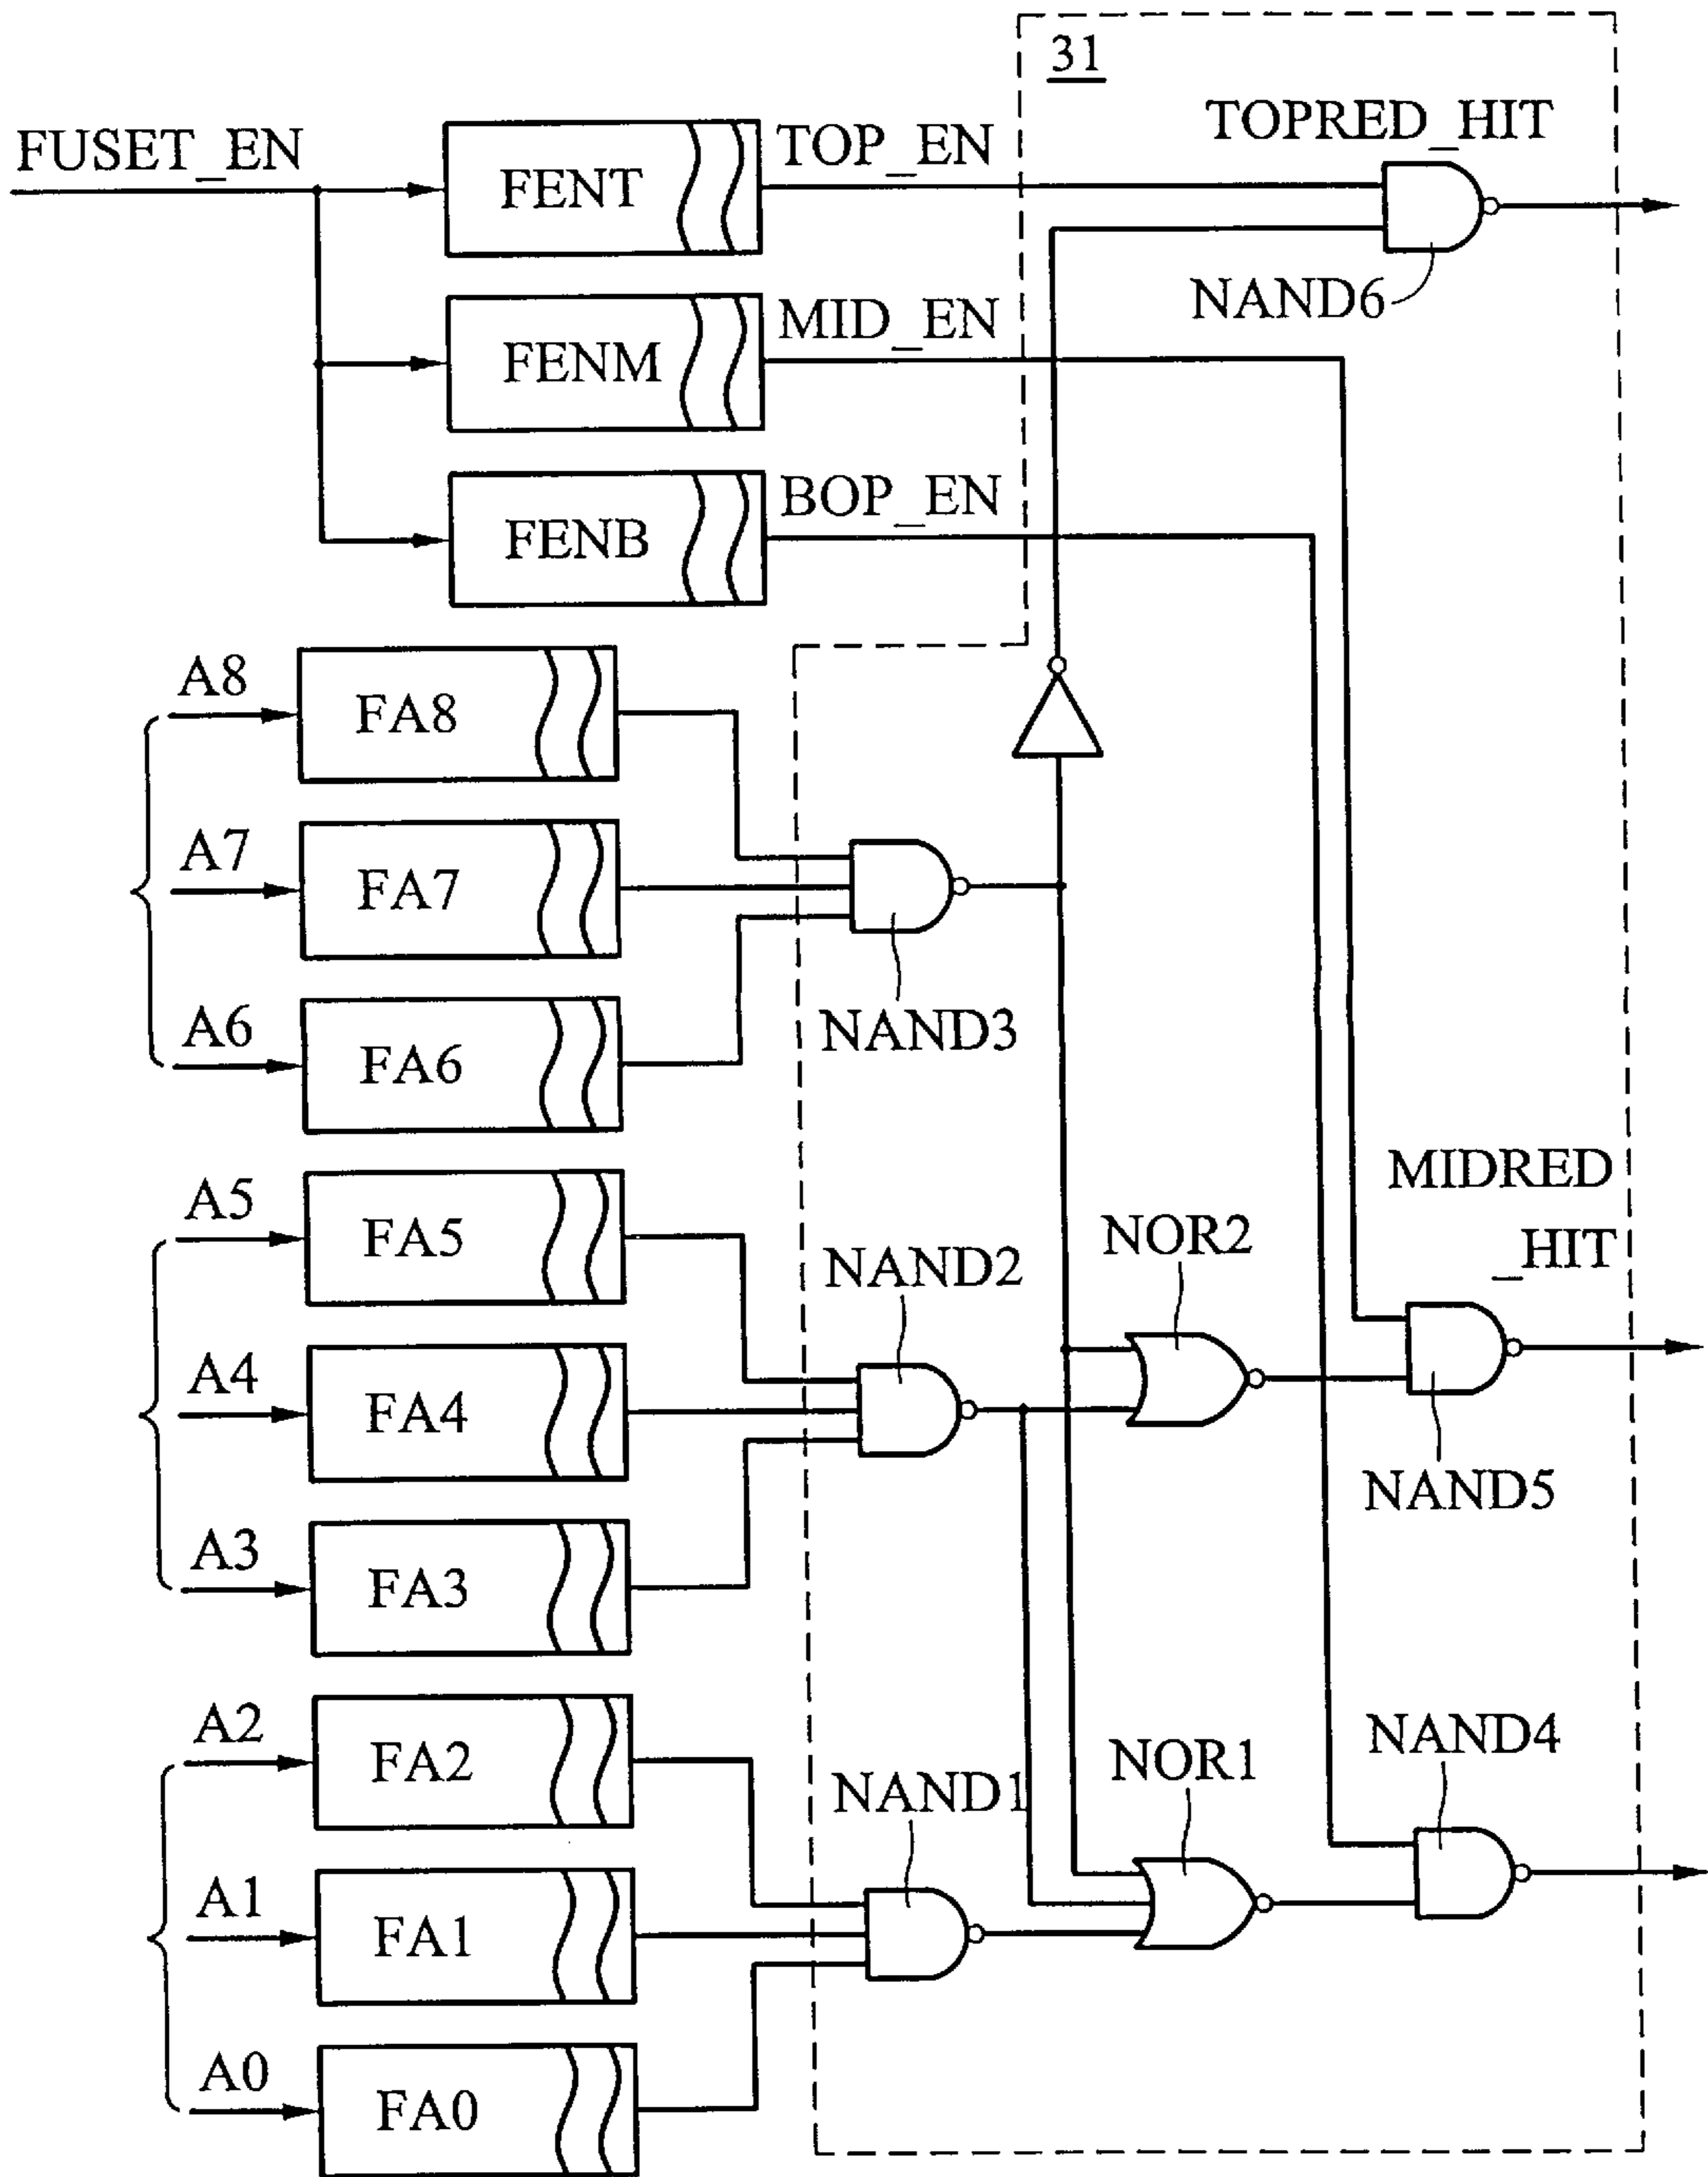 31
TOPRED_HIT
FUSET_EN
FENT
TOP_EN
NAND6
FENM
MID_EN
FENB
BOP_EN
A8
FA8
A7
FA7
NAND3
A6
FA6
MIDRED
_HIT
A5
FA5
NAND2
NOR2
A4
FA4
NAND5
A3
FA3
A2
FA2
NAND1
NOR1
NAND4
A1
FA1
A0
FA0